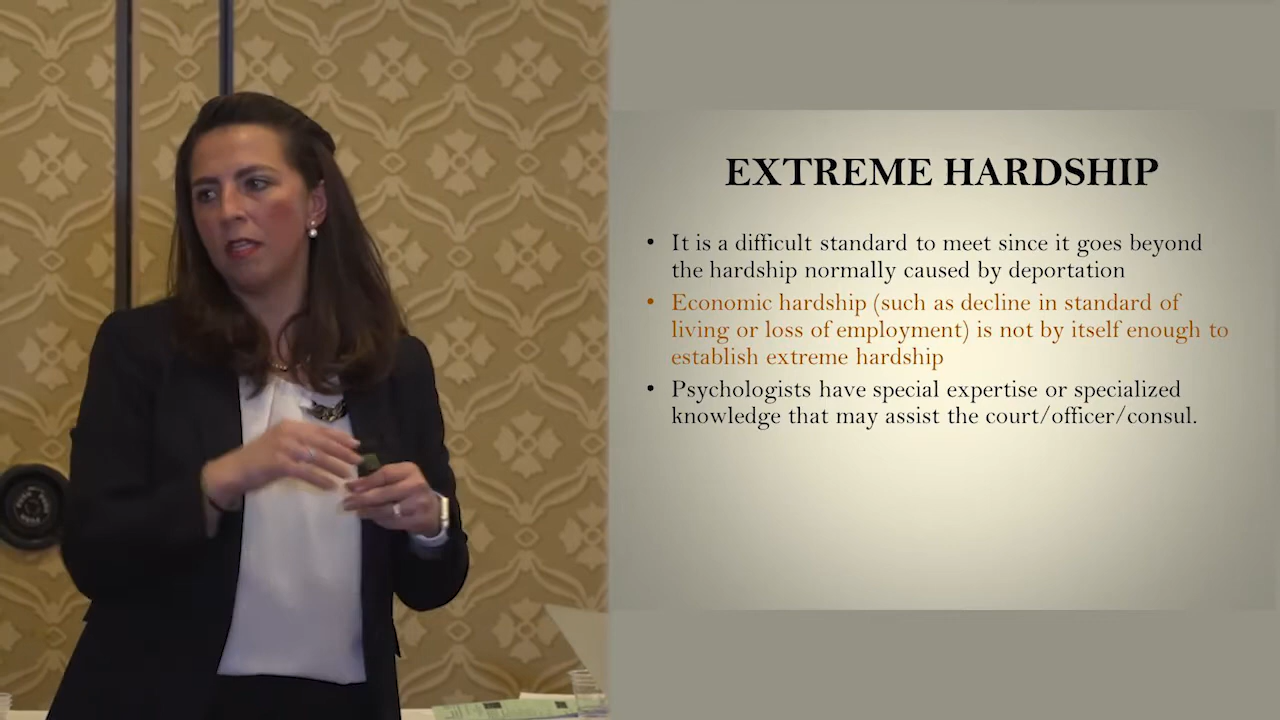 EXTREME HARDSHIP
• It is a difficult standard to meet since it goes beyond
the hardship normally caused by deportation
• Economic hardship (such as decline in standard of
living or loss of employment) is not by itself enough to
establish extreme hardship
• Psychologists have special expertise or specialized
knowledge that may assist the court/officer/consul.